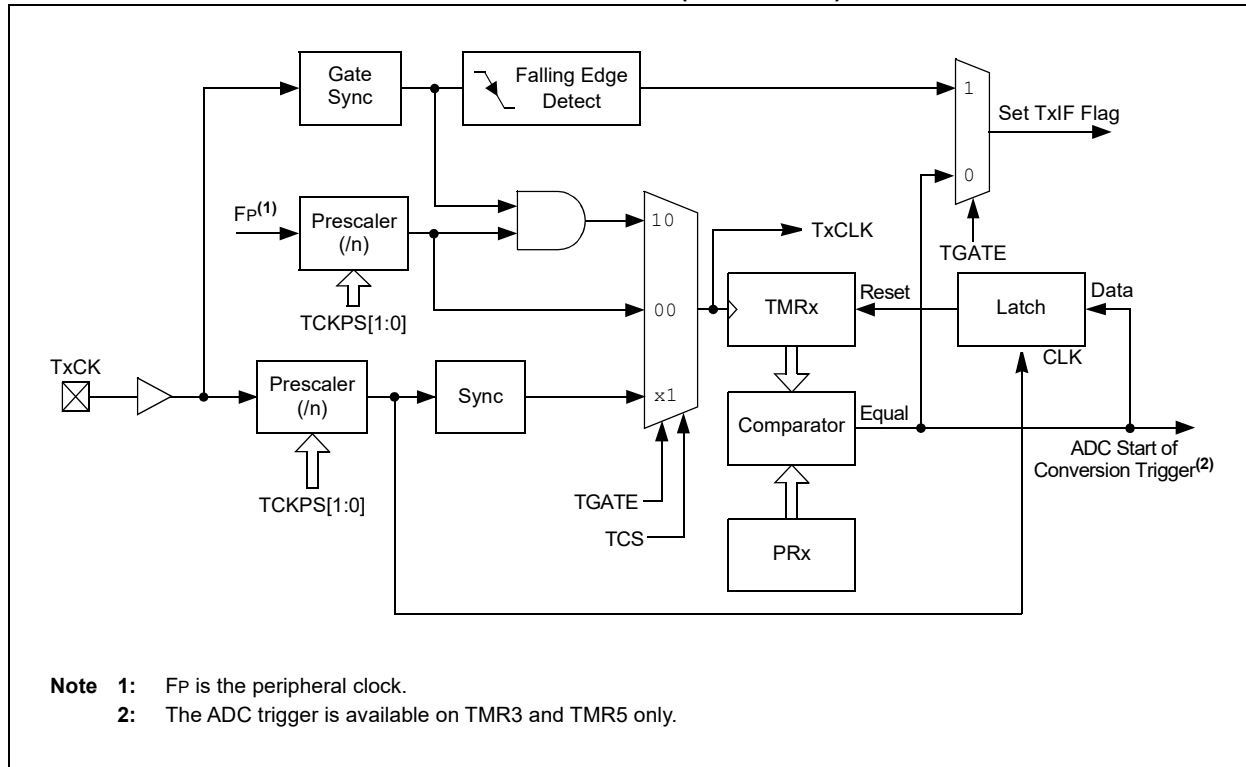 Gate
Sync
Falling Edge
Detect
1
Set TxIF Flag
0
FP(1)
Prescaler
(/n)
10
TxCLK
TGATE
TCKPS[1:0]
00
TMRx
Reset
Latch
Data
CLK
TxCK
Prescaler
(/n)
Sync
x1
Comparator
Equal
ADC Start of
Conversion Trigger(2)
TCKPS[1:0]
TGATE
TCS
PRx
Note 1: FP is the peripheral clock.
2: The ADC trigger is available on TMR3 and TMR5 only.